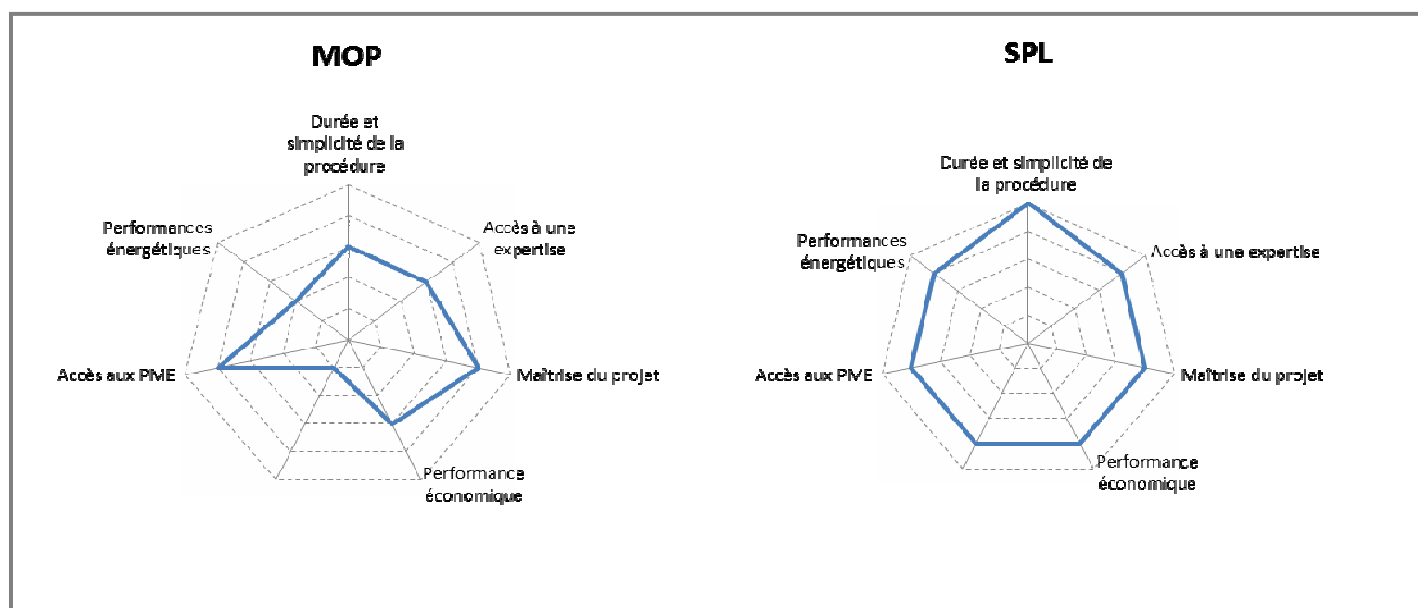 MOP
Durée et
simplicité de la
procédure
Accès à une
expertise
Maîtrise du projet
Performance
économique
Accès aux PME
Performances
énergétiques
SPL
Durée et simplicité de
la procédure
Accès à une expertise
Maîtrise du projet
Performance
économique
Accès aux PME
Performances
énergétiques